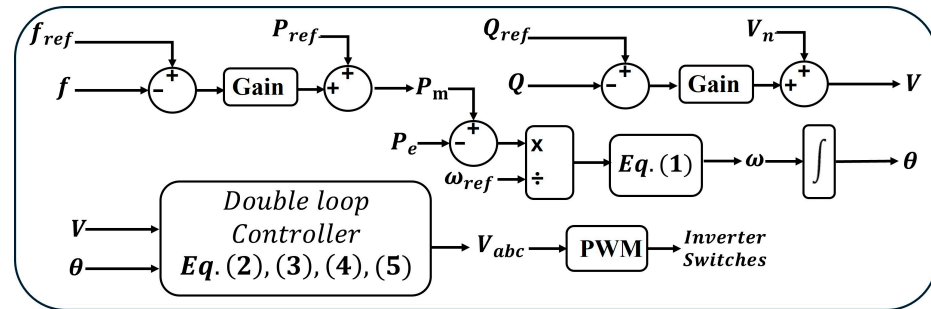 f_ref
P_ref
Q_ref
V_n
+
+
+
+
f
−
Gain
+
P_m
Q
−
Gain
+
V
P_e
−
+
x
ω_ref
÷
Eq. (1)
ω
∫
θ
V
θ
Double loop
Controller
Eq. (2), (3), (4), (5)
V_abc
PWM
Inverter
Switches